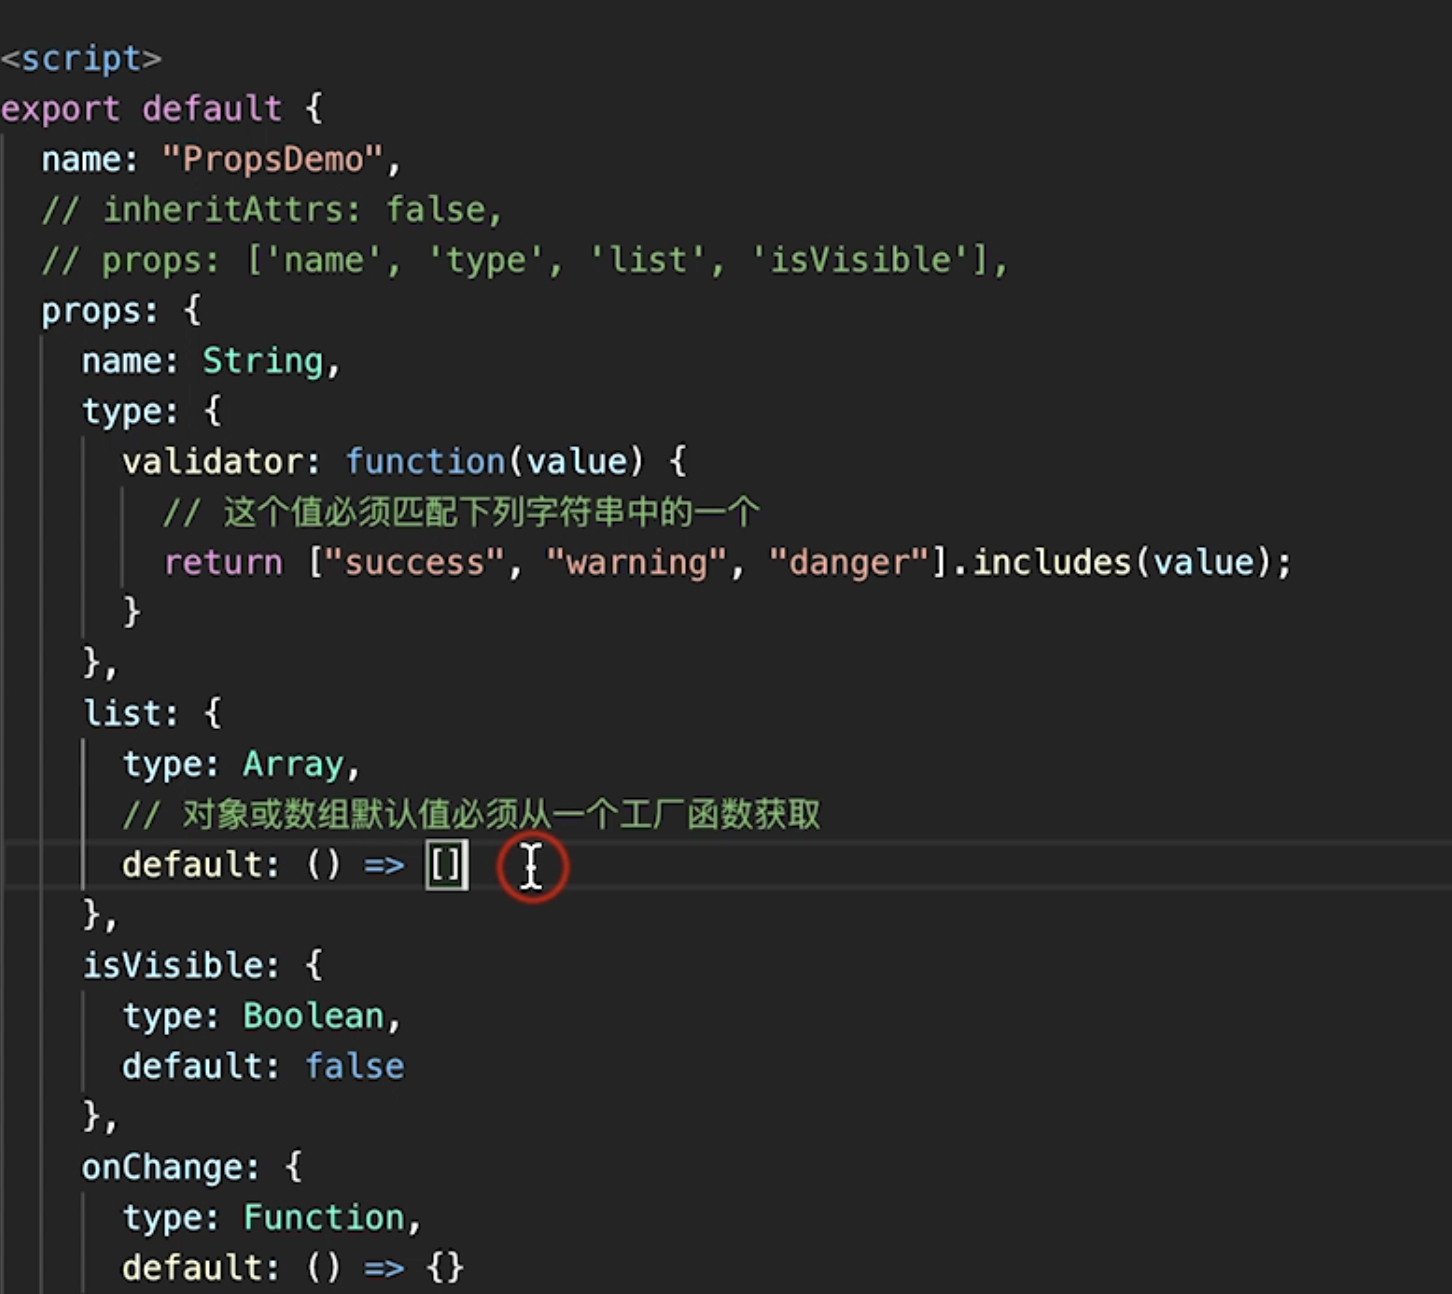 <script>
export default {
name: "PropsDemo",
// inheritAttrs: false,
// props: ['name', 'type', 'list', 'isVisible'],
props: {
name: String,
type: {
validator: function(value) {
// 这个值必须匹配下列字符串中的一个
return ["success", "warning", "danger"].includes(value);
}
},
list: {
type: Array,
// 对象或数组默认值必须从一个工厂函数获取
default: () => []
},
isVisible: {
type: Boolean,
default: false
},
onChange: {
type: Function,
default: () => {}